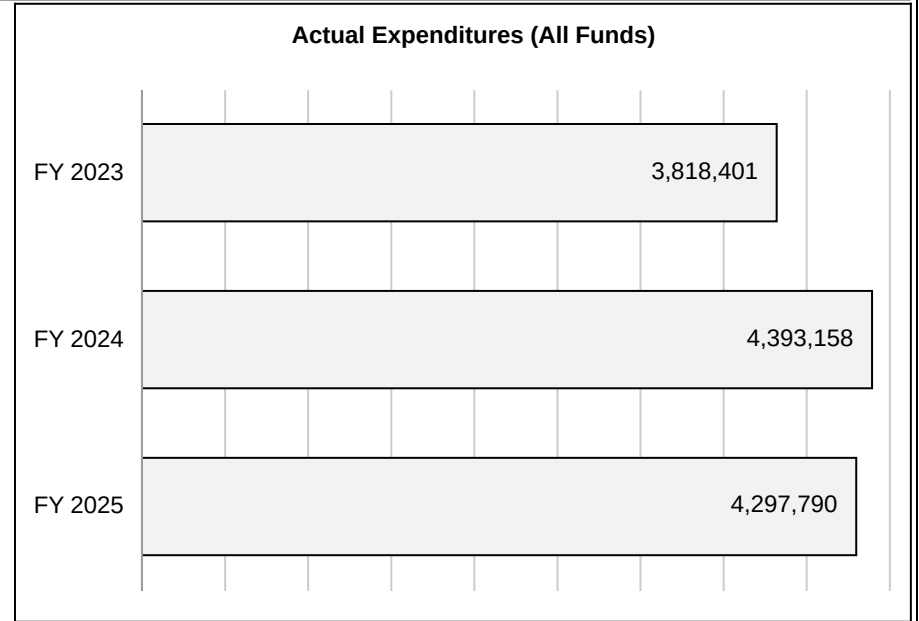 Actual Expenditures (All Funds)
FY 2023 3,818,401
FY 2024 4,393,158
FY 2025 4,297,790